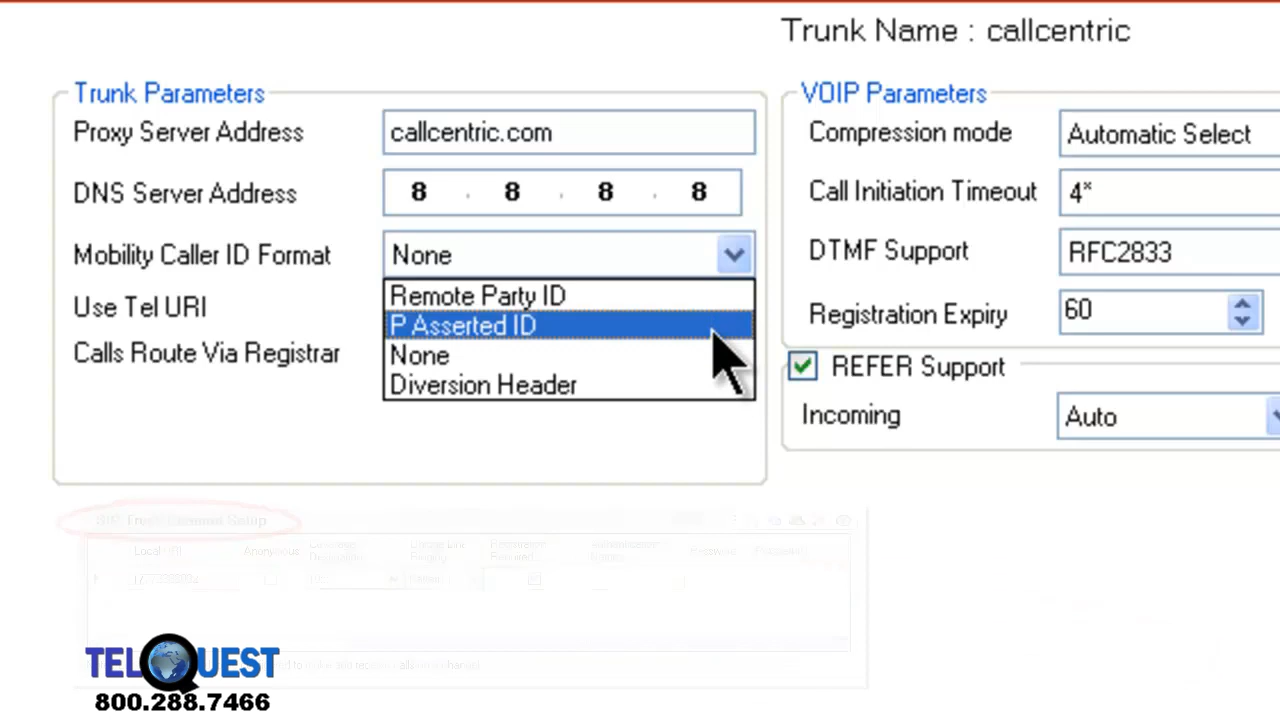 Trunk Name : callcentric
Trunk Parameters
Proxy Server Address callcentric.com
DNS Server Address 8 . 8 . 8 . 8
Mobility Caller ID Format None
Remote Party ID
Use Tel URI
P Asserted ID
Calls Route Via Registrar
None
Diversion Header
VOIP Parameters
Compression mode Automatic Select
Call Initiation Timeout 4*
DTMF Support RFC2833
Registration Expiry 60
REFER Support
Incoming Auto
Anonymous
TELQUEST
800.288.7466